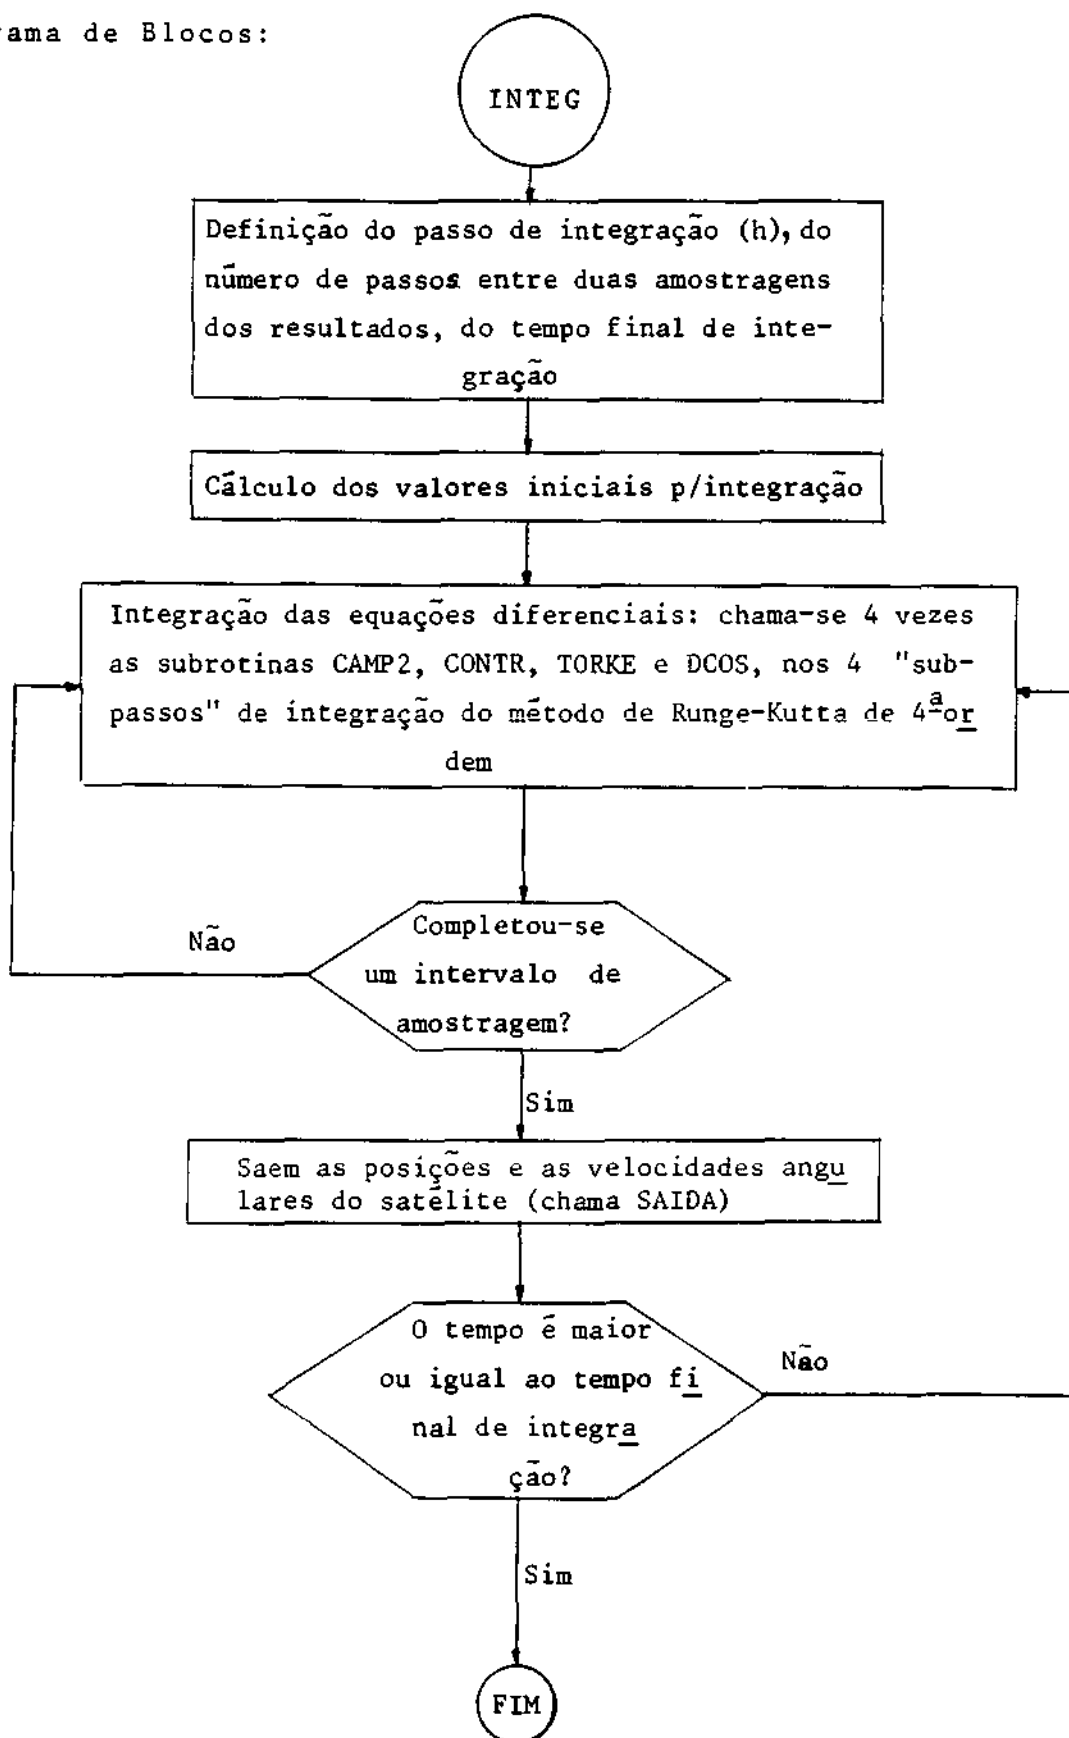 ama de Blocos:
INTEG
Definição do passo de integração (h), do
número de passos entre duas amostragens
dos resultados, do tempo final de inte-
gração
Cálculo dos valores iniciais p/integração
Integração das equações diferenciais: chama-se 4 vezes
as subrotinas CAMP2, CONTR, TORKE e DCOS, nos 4 "sub-
passos" de integração do método de Runge-Kutta de 4ª or
dem
Completou-se
um intervalo de
amostragem?
Não
Sim
Saem as posições e as velocidades angu
lares do satélite (chama SAIDA)
O tempo é maior
ou igual ao tempo fi
nal de integra
ção?
Não
Sim
FIM